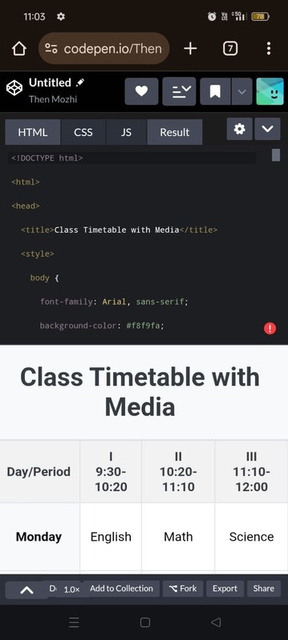 11:03
78
codepen.io/Then
7
Untitled
Then Mozhi
HTML CSS JS Result
<!DOCTYPE html>
<html>
<head>
<title>Class Timetable with Media</title>
<style>
body {
font-family: Arial, sans-serif;
background-color: #f8f9fa;
Class Timetable with
Media
Day/Period I 9:30-10:20 II 10:20-11:10 III 11:10-12:00
Monday English Math Science
D 1.0× Add to Collection Fork Export Share